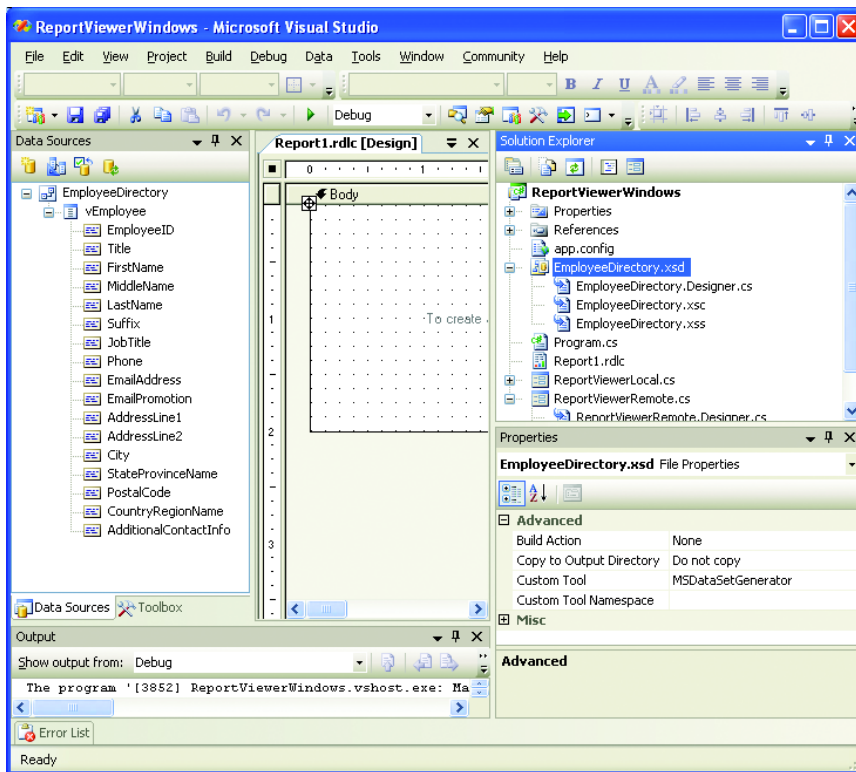 ReportViewerWindows - Microsoft Visual Studio
File Edit View Project Build Debug Data Tools Window Community Help
B I U A
Debug
Data Sources
EmployeeDirectory
vEmployee
EmployeeID
Title
FirstName
MiddleName
LastName
Suffix
JobTitle
Phone
EmailAddress
EmailPromotion
AddressLine1
AddressLine2
City
StateProvinceName
PostalCode
CountryRegionName
AdditionalContactInfo
Data Sources Toolbox
Report1.rdlc [Design]
0 1
Body
To create
1
2
3
Solution Explorer
ReportViewerWindows
Properties
References
app.config
EmployeeDirectory.xsd
EmployeeDirectory.Designer.cs
EmployeeDirectory.xsc
EmployeeDirectory.xss
Program.cs
Report1.rdlc
ReportViewerLocal.cs
ReportViewerRemote.cs
ReportViewerRemote.Designer.cs
Properties
EmployeeDirectory.xsd File Properties
Advanced
Build Action None
Copy to Output Directory Do not copy
Custom Tool MSDataSetGenerator
Custom Tool Namespace
Misc
Advanced
Output
Show output from: Debug
The program '[3852] ReportViewerWindows.vshost.exe: Ma
Error List
Ready